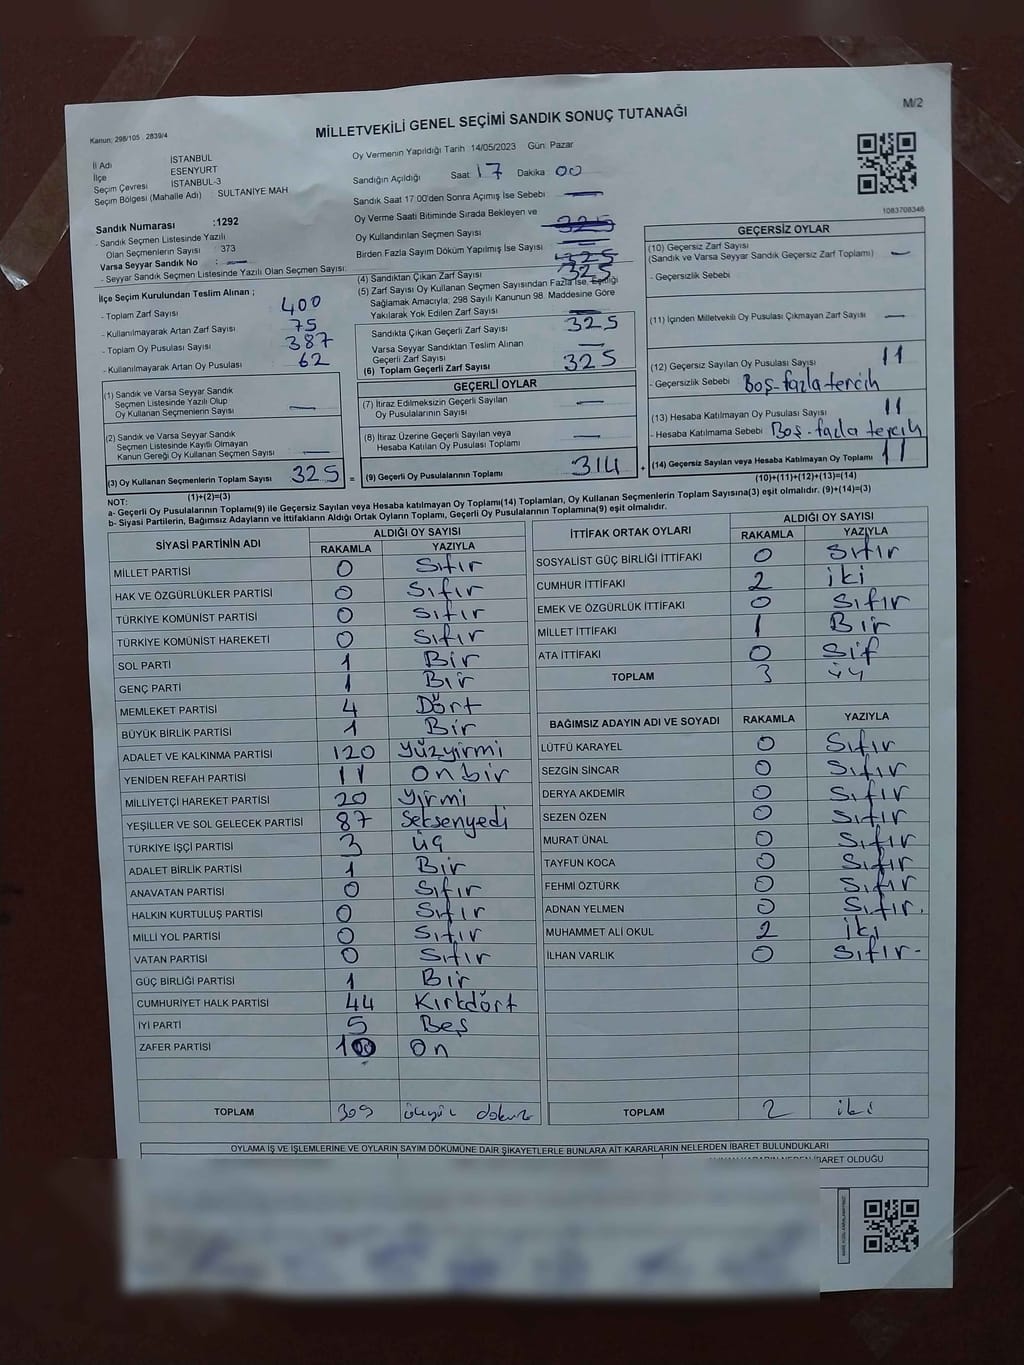 Kanun: 298/105 2839/4
MİLLETVEKİLİ GENEL SEÇİMİ SANDIK SONUÇ TUTANAĞI
M/2
İl Adı İSTANBUL
İlçe ESENYURT
Seçim Çevresi İSTANBUL-3
Seçim Bölgesi (Mahalle Adı) : SULTANİYE MAH
Oy Vermenin Yapıldığı Tarih 14/05/2023 Gün: Pazar
Sandığın Açıldığı Saat 17 Dakika 00
Sandık Saat 17.00'den Sonra Açımış İse Sebebi —
Oy Verme Saati Bitiminde Sırada Bekleyen ve
Oy Kullandırılan Seçmen Sayısı 325
Birden Fazla Sayım Döküm Yapılmış İse Sayısı —
1083708346
Sandık Numarası :1292
- Sandık Seçmen Listesinde Yazılı
Olan Seçmenlerin Sayısı : 373
Varsa Seyyar Sandık No : —
- Seyyar Sandık Seçmen Listesinde Yazılı Olan Seçmen Sayısı:
İlçe Seçim Kurulundan Teslim Alınan ;
- Toplam Zarf Sayısı 400
- Kullanılmayarak Artan Zarf Sayısı 75
- Toplam Oy Pusulası Sayısı 387
- Kullanılmayarak Artan Oy Pusulası 62
(1) Sandık ve Varsa Seyyar Sandık
Seçmen Listesinde Yazılı Olup
Oy Kullanan Seçmenlerin Sayısı —
(2) Sandık ve Varsa Seyyar Sandık
Seçmen Listesinde Kayıtlı Olmayan
Kanun Gereği Oy Kullanan Seçmen Sayısı —
(3) Oy Kullanan Seçmenlerin Toplam Sayısı 325
(1)+(2)=(3)
(4) Sandıktan Çıkan Zarf Sayısı 325
(5) Zarf Sayısı Oy Kullanan Seçmen Sayısından Fazla İse, Eşitliği
Sağlamak Amacıyla, 298 Sayılı Kanunun 98. Maddesine Göre
Yakılarak Yok Edilen Zarf Sayısı —
Sandıkta Çıkan Geçerli Zarf Sayısı 325
Varsa Seyyar Sandıktan Teslim Alınan
Geçerli Zarf Sayısı —
(6) Toplam Geçerli Zarf Sayısı 325
GEÇERLİ OYLAR
(7) İtiraz Edilmeksizin Geçerli Sayılan
Oy Pusulalarının Sayısı —
(8) İtiraz Üzerine Geçerli Sayılan veya
Hesaba Katılan Oy Pusulası Toplamı —
= (9) Geçerli Oy Pusulalarının Toplamı 314 +
GEÇERSİZ OYLAR
(10) Geçersiz Zarf Sayısı
(Sandık ve Varsa Seyyar Sandık Geçersiz Zarf Toplamı) —
- Geçersizlik Sebebi
(11) İçinden Milletvekili Oy Pusulası Çıkmayan Zarf Sayısı —
(12) Geçersiz Sayılan Oy Pusulası Sayısı 11
- Geçersizlik Sebebi Boş-fazla tercih
(13) Hesaba Katılmayan Oy Pusulası Sayısı 11
- Hesaba Katılmama Sebebi Boş-fazla tercih
(14) Geçersiz Sayılan veya Hesaba Katılmayan Oy Toplamı 11
(10)+(11)+(12)+(13)=(14)
NOT:
a- Geçerli Oy Pusulalarının Toplamı(9) ile Geçersiz Sayılan veya Hesaba katılmayan Oy Toplamı(14) Toplamları, Oy Kullanan Seçmenlerin Toplam Sayısına(3) eşit olmalıdır. (9)+(14)=(3)
b- Siyasi Partilerin, Bağımsız Adayların ve İttifakların Aldığı Ortak Oyların Toplamı, Geçerli Oy Pusulalarının Toplamına(9) eşit olmalıdır.
SİYASİ PARTİNİN ADI ALDIĞI OY SAYISI
RAKAMLA YAZIYLA
MİLLET PARTİSİ 0 Sıfır
HAK VE ÖZGÜRLÜKLER PARTİSİ 0 Sıfır
TÜRKİYE KOMÜNİST PARTİSİ 0 Sıfır
TÜRKİYE KOMÜNİST HAREKETİ 0 Sıfır
SOL PARTİ 1 Bir
GENÇ PARTİ 1 Bir
MEMLEKET PARTİSİ 4 Dört
BÜYÜK BİRLİK PARTİSİ 1 Bir
ADALET VE KALKINMA PARTİSİ 120 Yüzyirmi
YENİDEN REFAH PARTİSİ 11 Onbir
MİLLİYETÇİ HAREKET PARTİSİ 20 Yirmi
YEŞİLLER VE SOL GELECEK PARTİSİ 87 Seksenyedi
TÜRKİYE İŞÇİ PARTİSİ 3 Üç
ADALET BİRLİK PARTİSİ 1 Bir
ANAVATAN PARTİSİ 0 Sıfır
HALKIN KURTULUŞ PARTİSİ 0 Sıfır
MİLLİ YOL PARTİSİ 0 Sıfır
VATAN PARTİSİ 0 Sıfır
GÜÇ BİRLİĞİ PARTİSİ 1 Bir
CUMHURİYET HALK PARTİSİ 44 Kırkdört
İYİ PARTİ 5 Beş
ZAFER PARTİSİ 10 On
TOPLAM 309 üçyüz dokuz
İTTİFAK ORTAK OYLARI ALDIĞI OY SAYISI
RAKAMLA YAZIYLA
SOSYALİST GÜÇ BİRLİĞİ İTTİFAKI 0 Sıfır
CUMHUR İTTİFAKI 2 iki
EMEK VE ÖZGÜRLÜK İTTİFAKI 0 Sıfır
MİLLET İTTİFAKI 1 Bir
ATA İTTİFAKI 0 Sıf
TOPLAM 3 üç
BAĞIMSIZ ADAYIN ADI VE SOYADI RAKAMLA YAZIYLA
LÜTFÜ KARAYEL 0 Sıfır
SEZGİN SİNCAR 0 Sıfır
DERYA AKDEMİR 0 Sıfır
SEZEN ÖZEN 0 Sıfır
MURAT ÜNAL 0 Sıfır
TAYFUN KOCA 0 Sıfır
FEHMİ ÖZTÜRK 0 Sıfır
ADNAN YELMEN 0 Sıfır.
MUHAMMET ALİ OKUL 2 iki
İLHAN VARLIK 0 Sıfır-
TOPLAM 2 iki
OYLAMA İŞ VE İŞLEMLERİNE VE OYLARIN SAYIM DÖKÜMÜNE DAİR ŞİKAYETLERLE BUNLARA AİT KARARLARIN NELERDEN İBARET BULUNDUKLARI
İBARET OLDUĞU